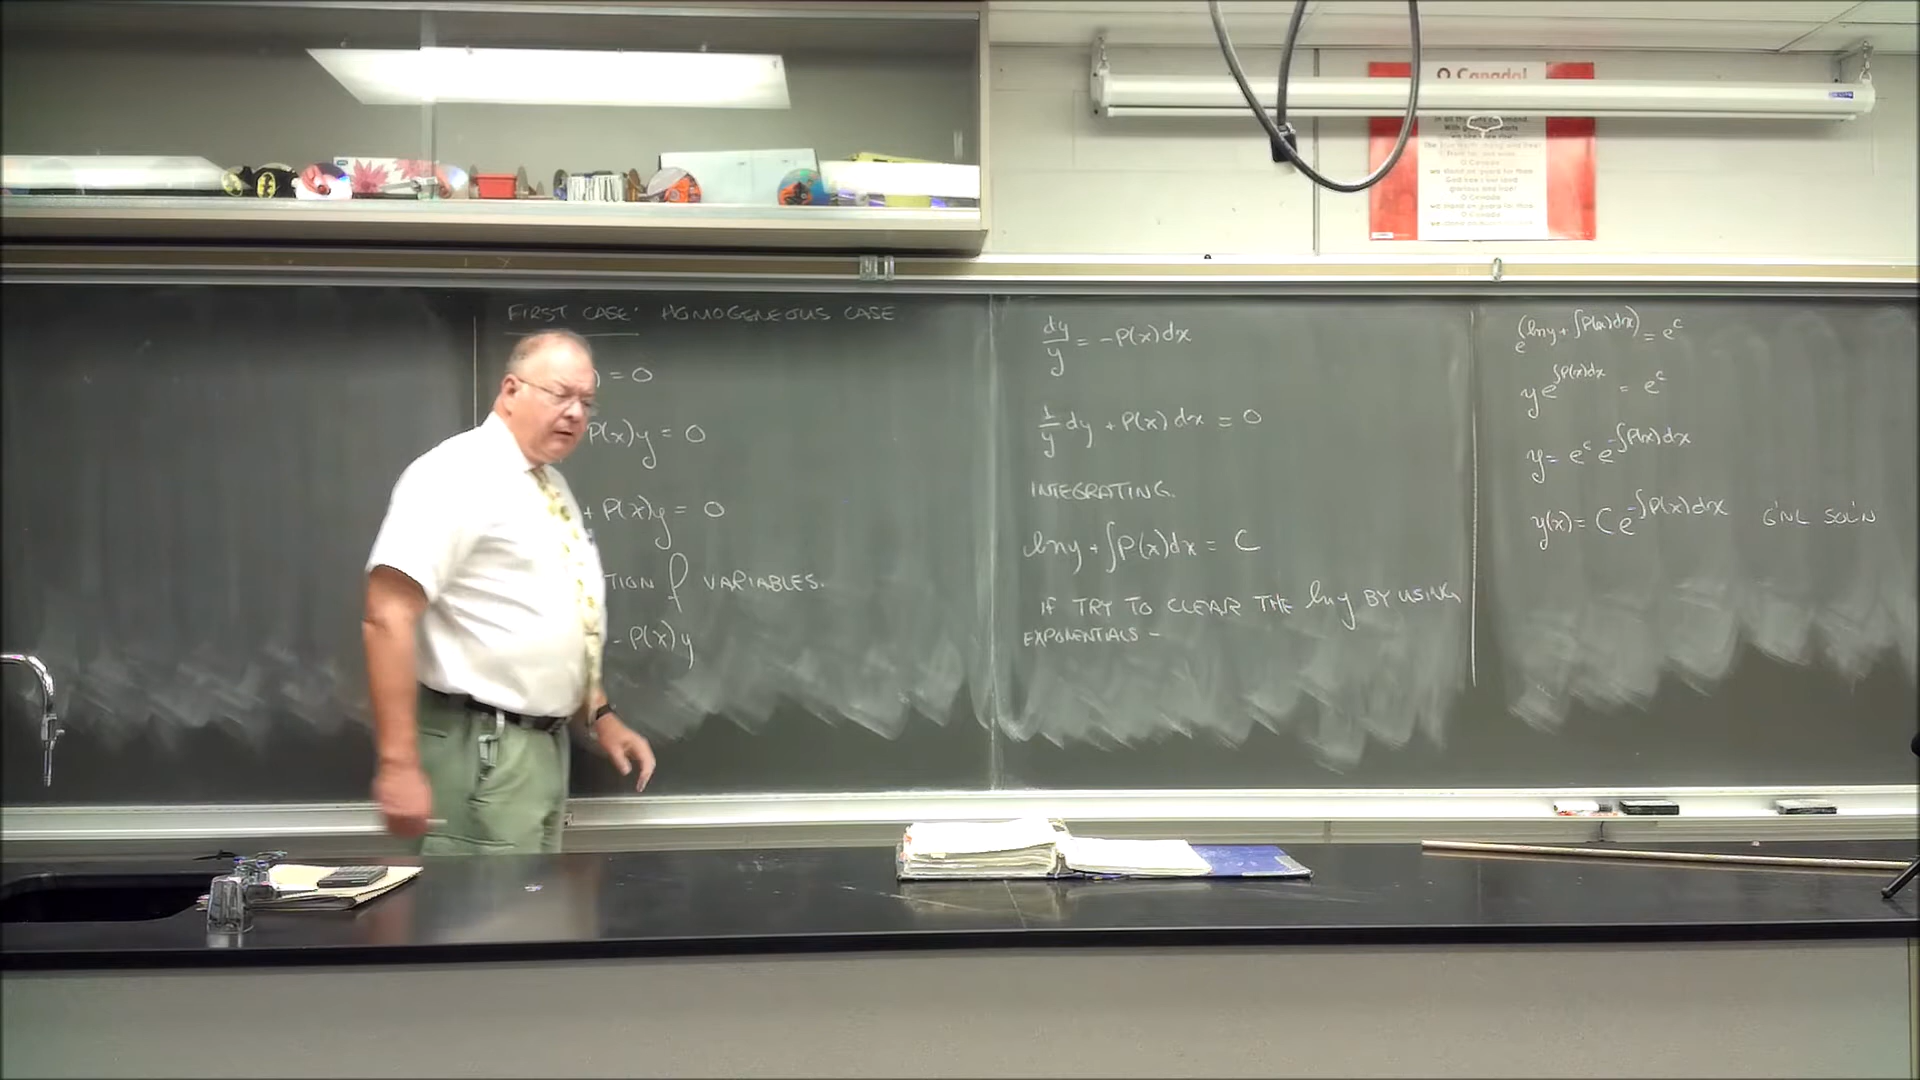 O Canada!
FIRST CASE: HOMOGENEOUS CASE
) = 0
P(x)y = 0
+ P(x)y = 0
TION of VARIABLES.
- P(x)y
dy/y = -P(x)dx
1/y dy + P(x)dx = 0
INTEGRATING.
ln y + ∫P(x)dx = C
IF TRY TO CLEAR THE ln y BY USING
EXPONENTIALS -
e^(ln y + ∫P(x)dx) = e^c
y e^∫P(x)dx = e^c
y = e^c e^-∫P(x)dx
y(x) = C e^-∫P(x)dx G'NL SOL'N